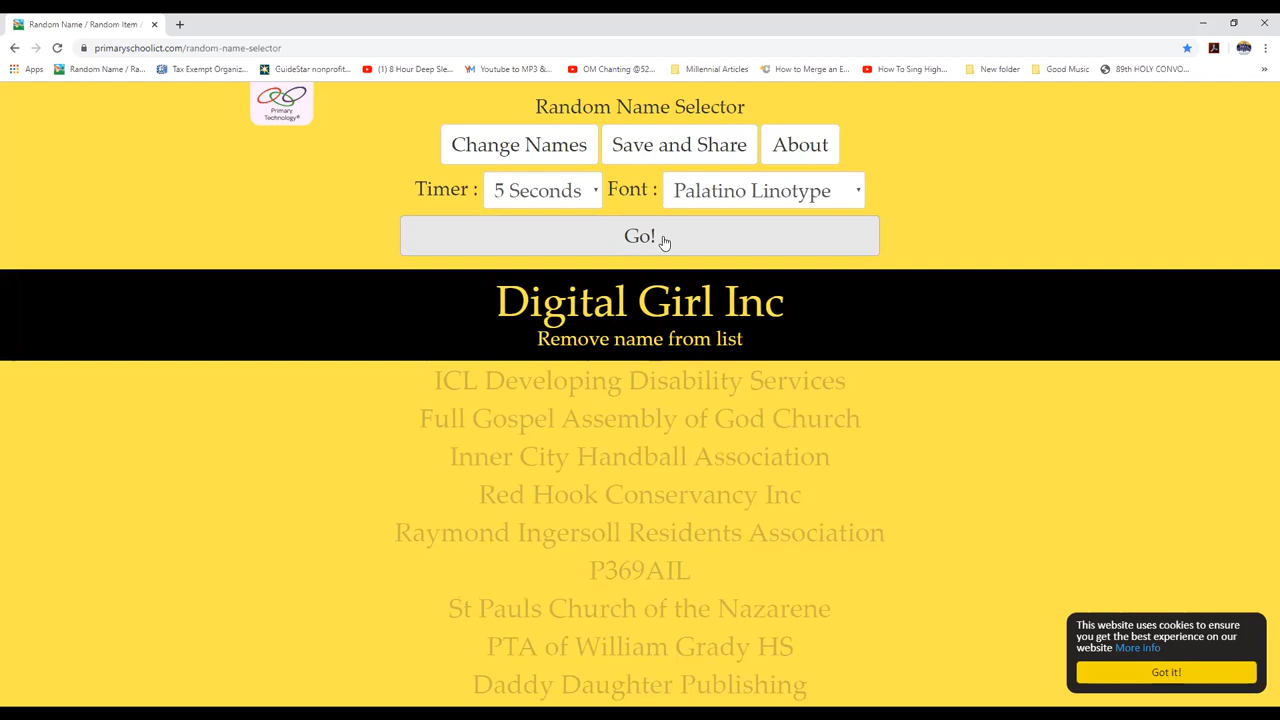 Random Name / Random Item /
primaryschoolict.com/random-name-selector
Apps Random Name / Ra... Tax Exempt Organiz... GuideStar nonprofit... (1) 8 Hour Deep Sle... Youtube to MP3 &... OM Chanting @52... Millennial Articles How to Merge an E... How To Sing High... New folder Good Music 89th HOLY CONVO... »
Primary
Technology®
Random Name Selector
Change Names Save and Share About
Timer : 5 Seconds Font : Palatino Linotype
Go!
Digital Girl Inc
Remove name from list
ICL Developing Disability Services
Full Gospel Assembly of God Church
Inner City Handball Association
Red Hook Conservancy Inc
Raymond Ingersoll Residents Association
P369AIL
St Pauls Church of the Nazarene
PTA of William Grady HS
Daddy Daughter Publishing
This website uses cookies to ensure
you get the best experience on our
website More info
Got it!